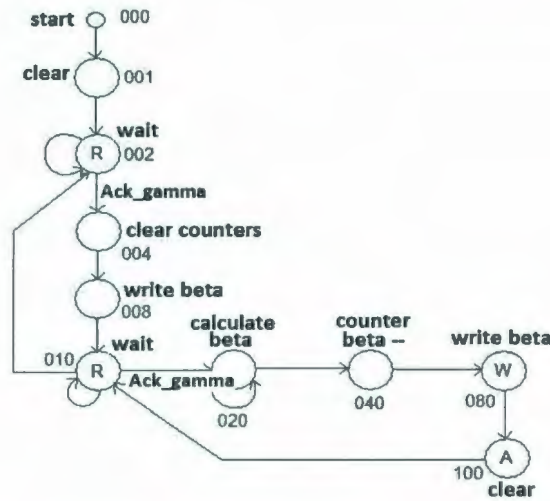 start 000
clear 001
wait
R 002
Ack_gamma
clear counters
004
write beta
008
wait
010 R
Ack_gamma
calculate
beta
020
counter
beta --
040
write beta
W
080
A
100
clear